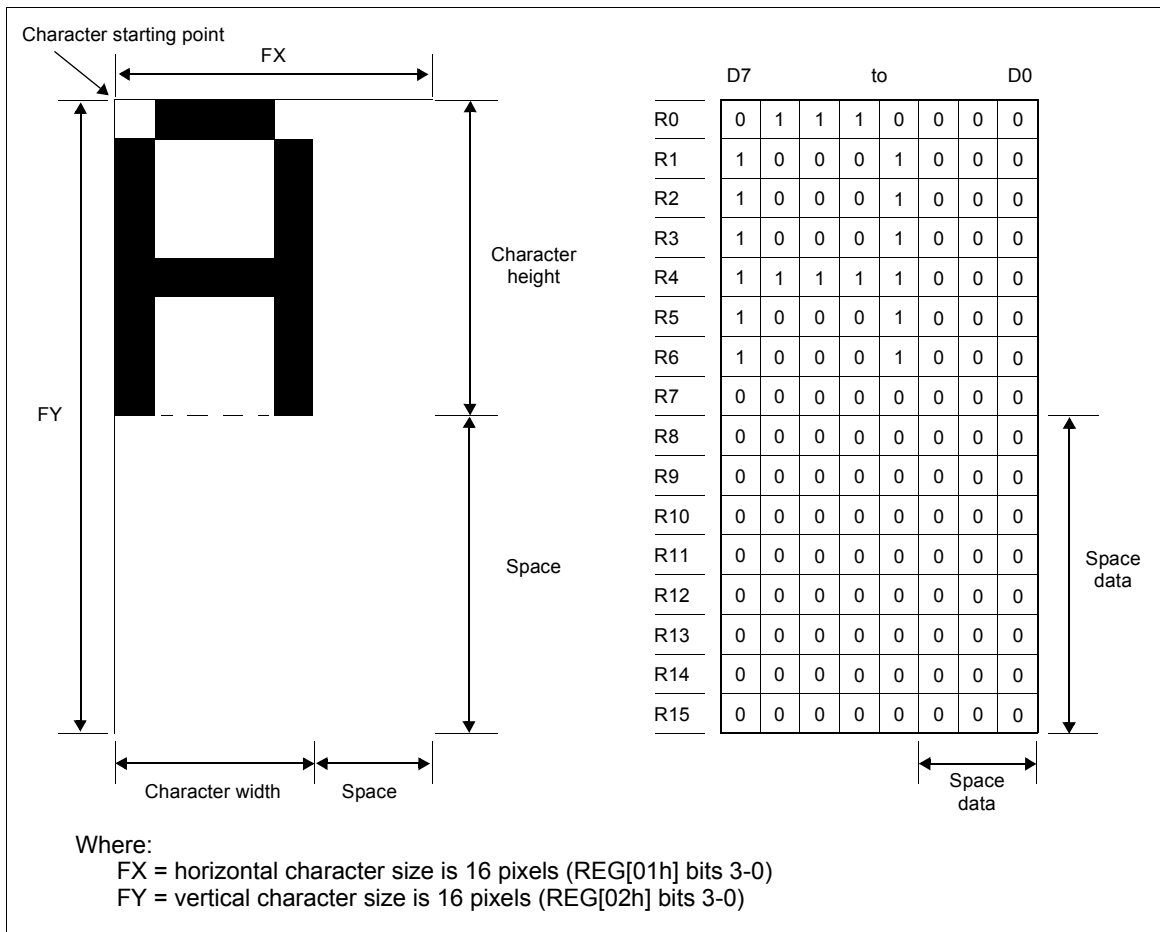 Character starting point
FX
D7 to D0
R0 0 1 1 1 0 0 0 0
R1 1 0 0 0 1 0 0 0
R2 1 0 0 0 1 0 0 0
R3 1 0 0 0 1 0 0 0
Character
height
R4 1 1 1 1 1 0 0 0
R5 1 0 0 0 1 0 0 0
R6 1 0 0 0 1 0 0 0
FY
R7 0 0 0 0 0 0 0 0
R8 0 0 0 0 0 0 0 0
R9 0 0 0 0 0 0 0 0
R10 0 0 0 0 0 0 0 0
R11 0 0 0 0 0 0 0 0
Space
Space
data
R12 0 0 0 0 0 0 0 0
R13 0 0 0 0 0 0 0 0
R14 0 0 0 0 0 0 0 0
R15 0 0 0 0 0 0 0 0
Character width Space
Space
data
Where:
FX = horizontal character size is 16 pixels (REG[01h] bits 3-0)
FY = vertical character size is 16 pixels (REG[02h] bits 3-0)